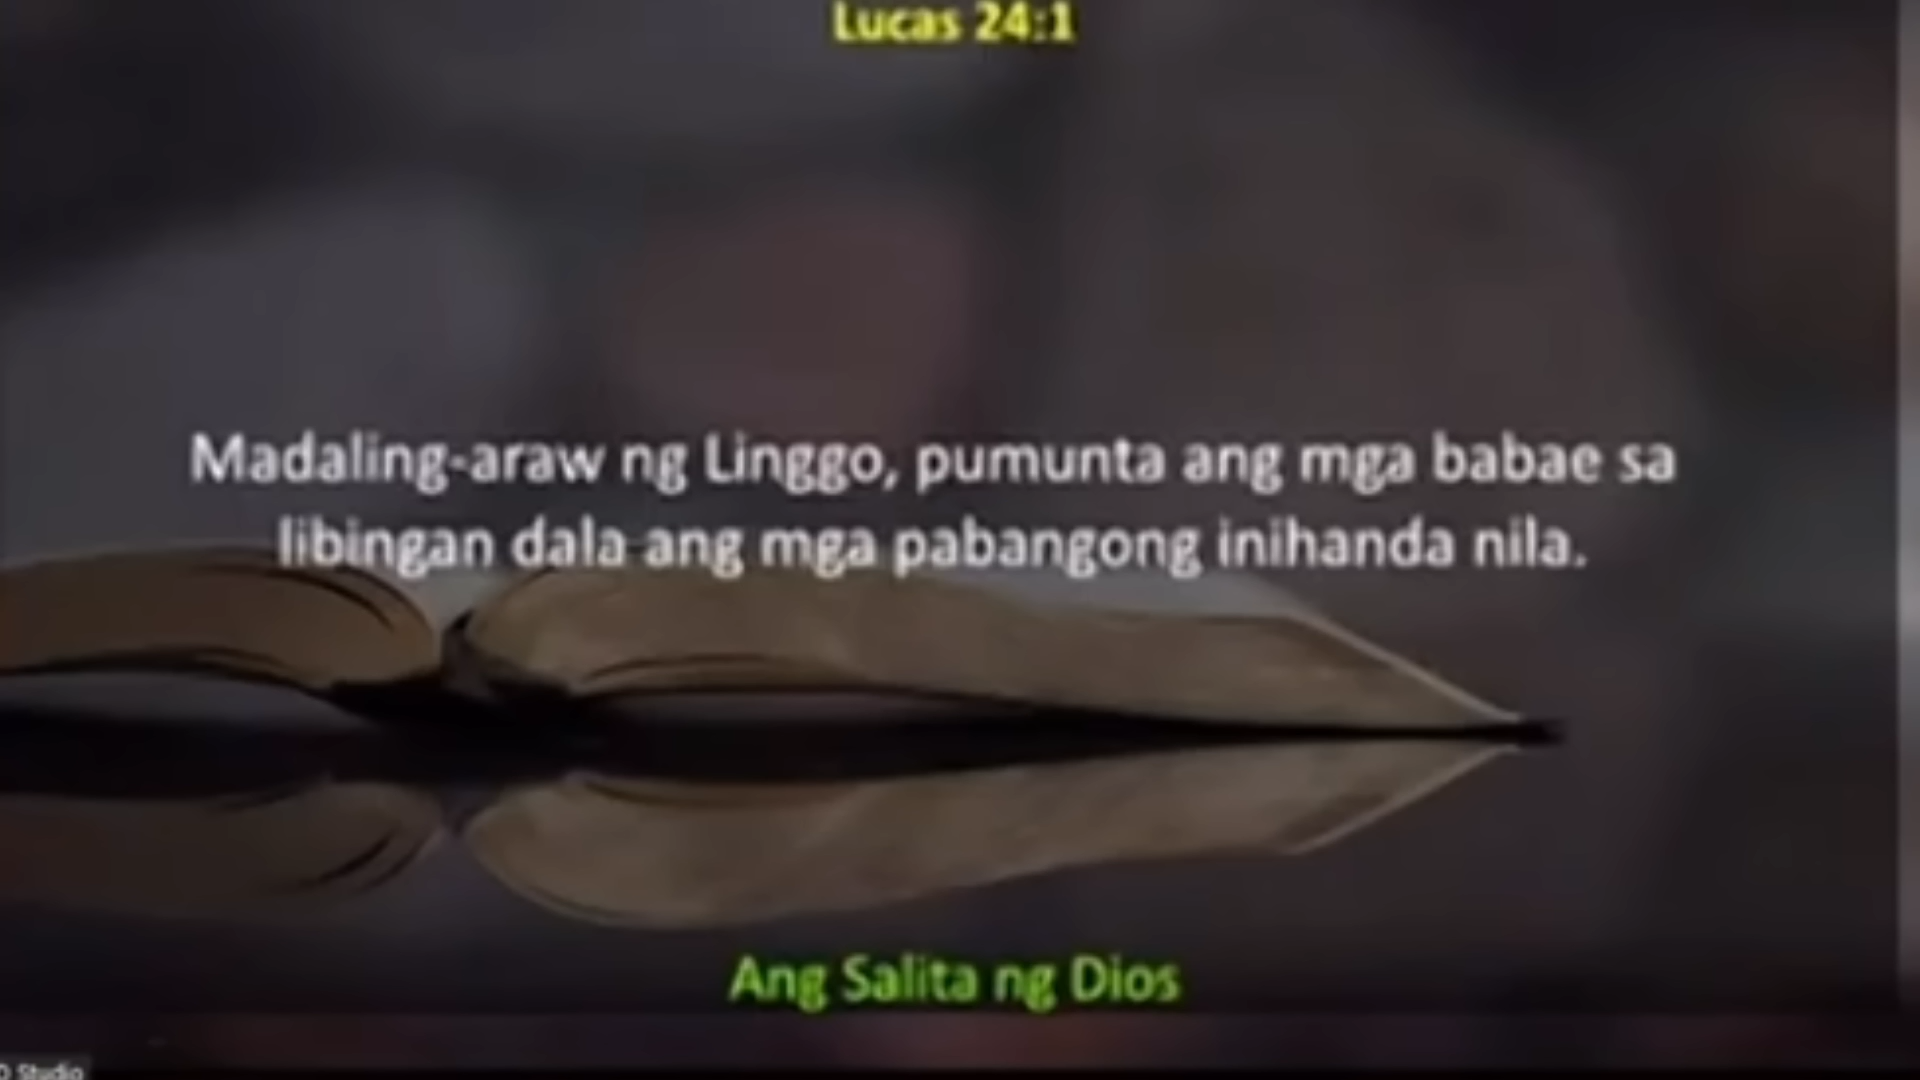 Lucas 24:1
Madaling-araw ng Linggo, pumunta ang mga babae sa
libingan dala ang mga pabangong inihanda nila.
Ang Salita ng Dios
Studio